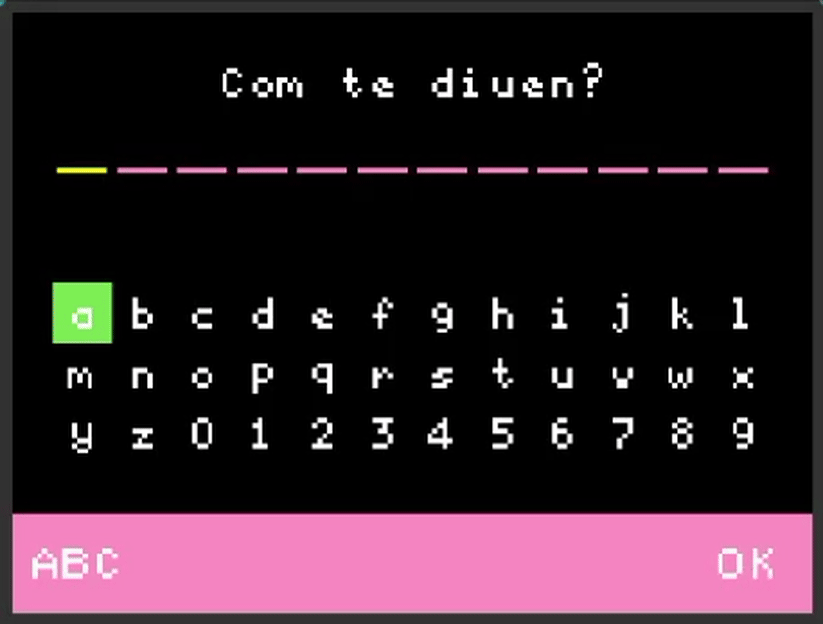 Com te diuen?
a b c d e f g h i j k l
m n o p q r s t u v w x
y z 0 1 2 3 4 5 6 7 8 9
ABC OK